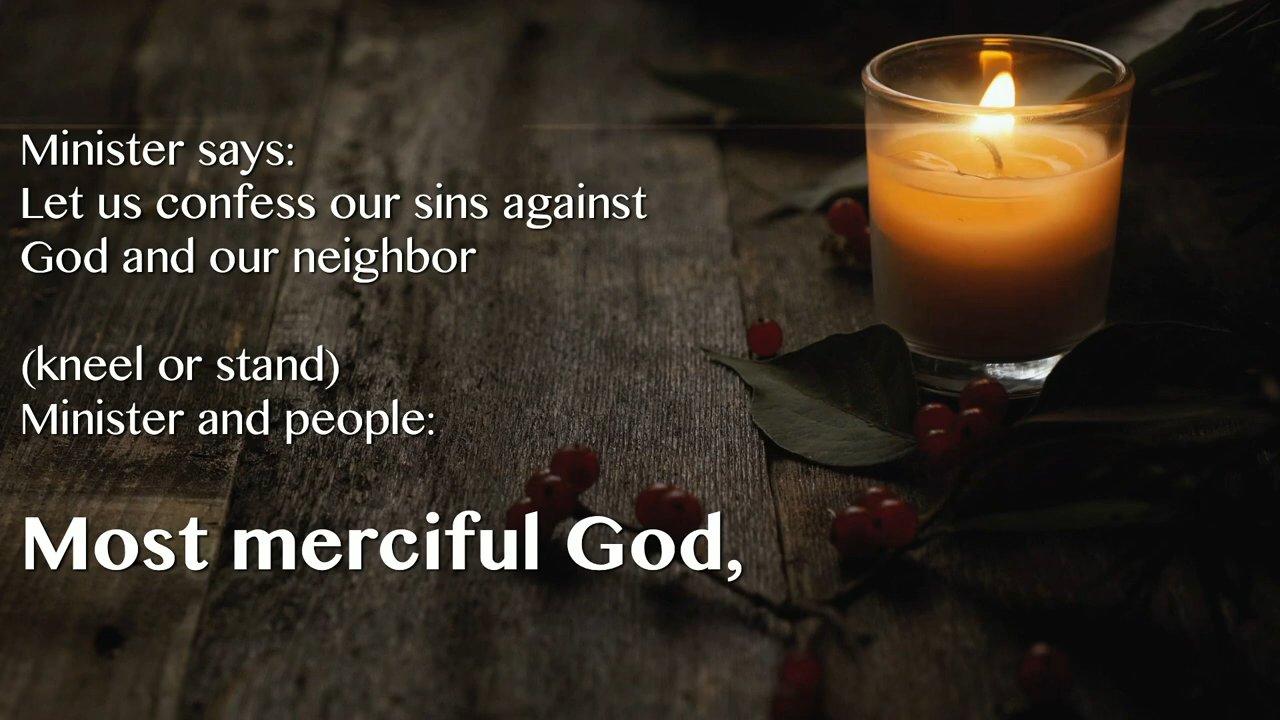 Minister says:
Let us confess our sins against
God and our neighbor
(kneel or stand)
Minister and people:
Most merciful God,